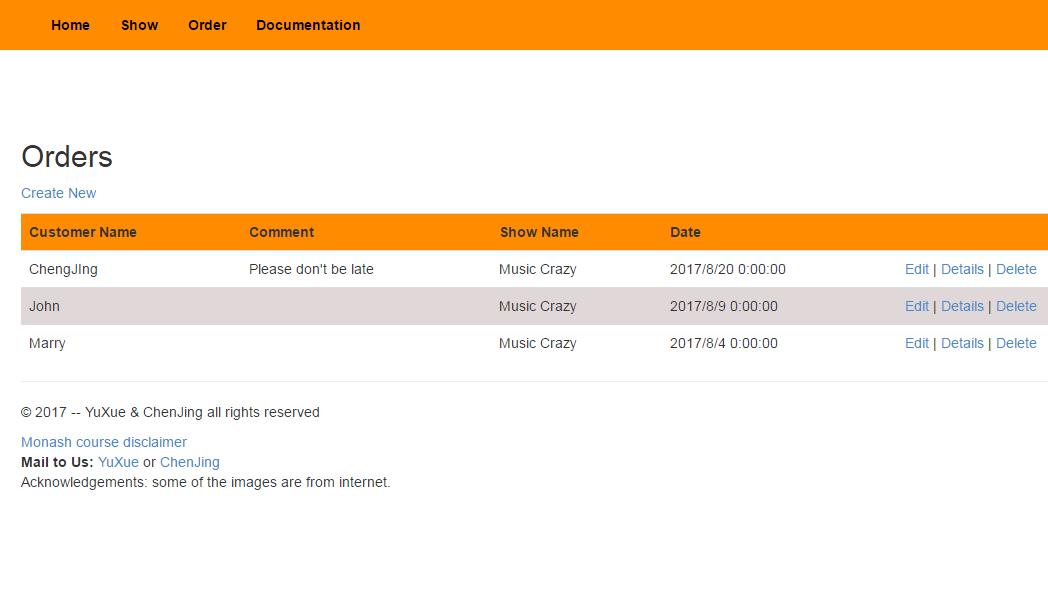 Home Show Order Documentation
Orders
Create New
Customer Name Comment Show Name Date
ChengJIng Please don't be late Music Crazy 2017/8/20 0:00:00 Edit | Details | Delete
John Music Crazy 2017/8/9 0:00:00 Edit | Details | Delete
Marry Music Crazy 2017/8/4 0:00:00 Edit | Details | Delete
© 2017 -- YuXue & ChenJing all rights reserved
Monash course disclaimer
Mail to Us: YuXue or ChenJing
Acknowledgements: some of the images are from internet.